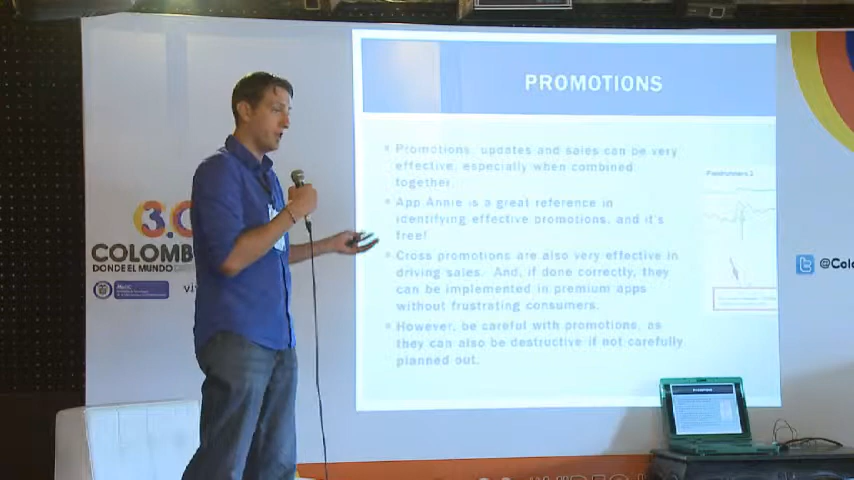 PROMOTIONS
Promotions, updates and sales can be very
effective, especially when combined
together.
App Annie is a great reference in
identifying effective promotions, and it's
free!
Cross promotions are also very effective in
driving sales. And, if done correctly, they
can be implemented in premium apps
without frustrating consumers.
However, be careful with promotions, as
they can also be destructive if not carefully
planned out.
3.0
COLOMB
DONDE EL MUNDO
vi
@Colo